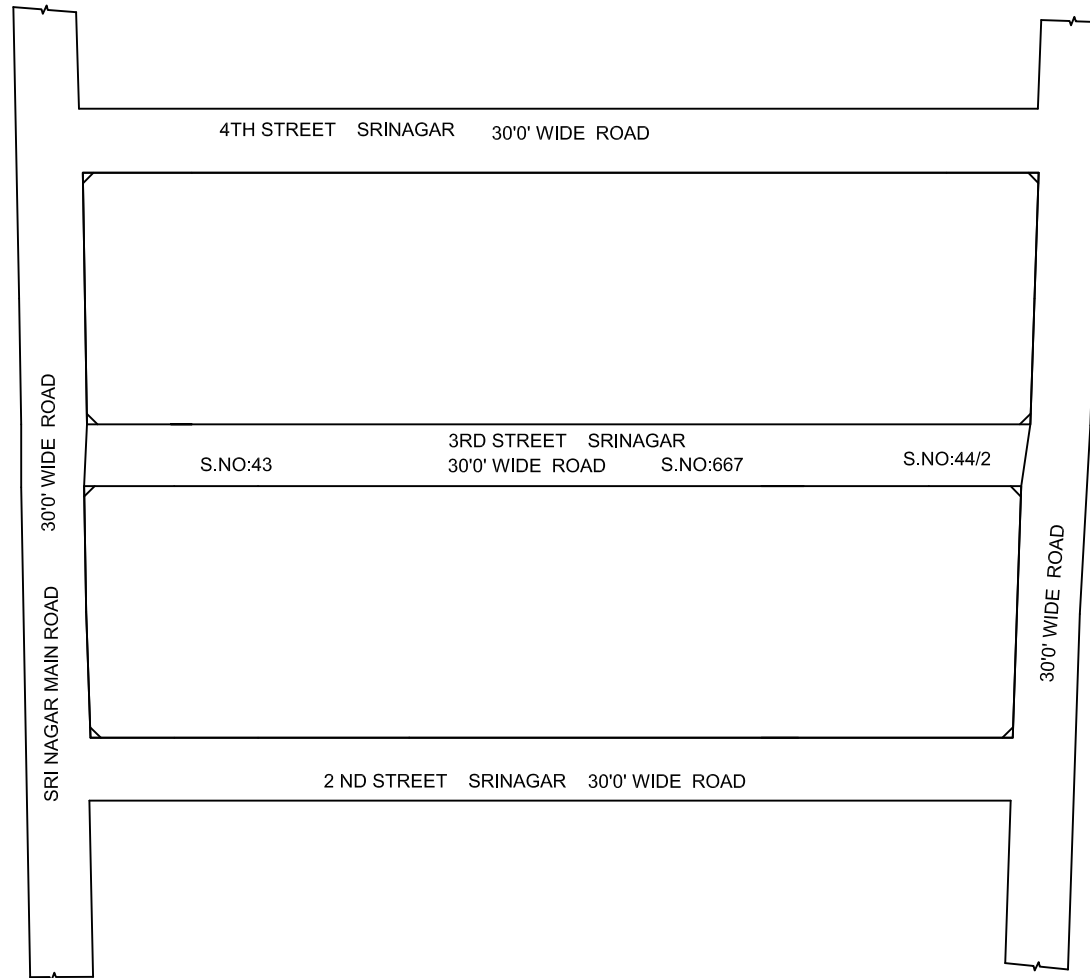 4TH STREET SRINAGAR 30'0' WIDE ROAD
3RD STREET SRINAGAR
S.NO:43
30'0' WIDE ROAD
S.NO:667
S.NO:44/2
30'0' WIDE ROAD
SRI NAGAR MAIN ROAD
30'0' WIDE ROAD
2 ND STREET SRINAGAR 30'0' WIDE ROAD